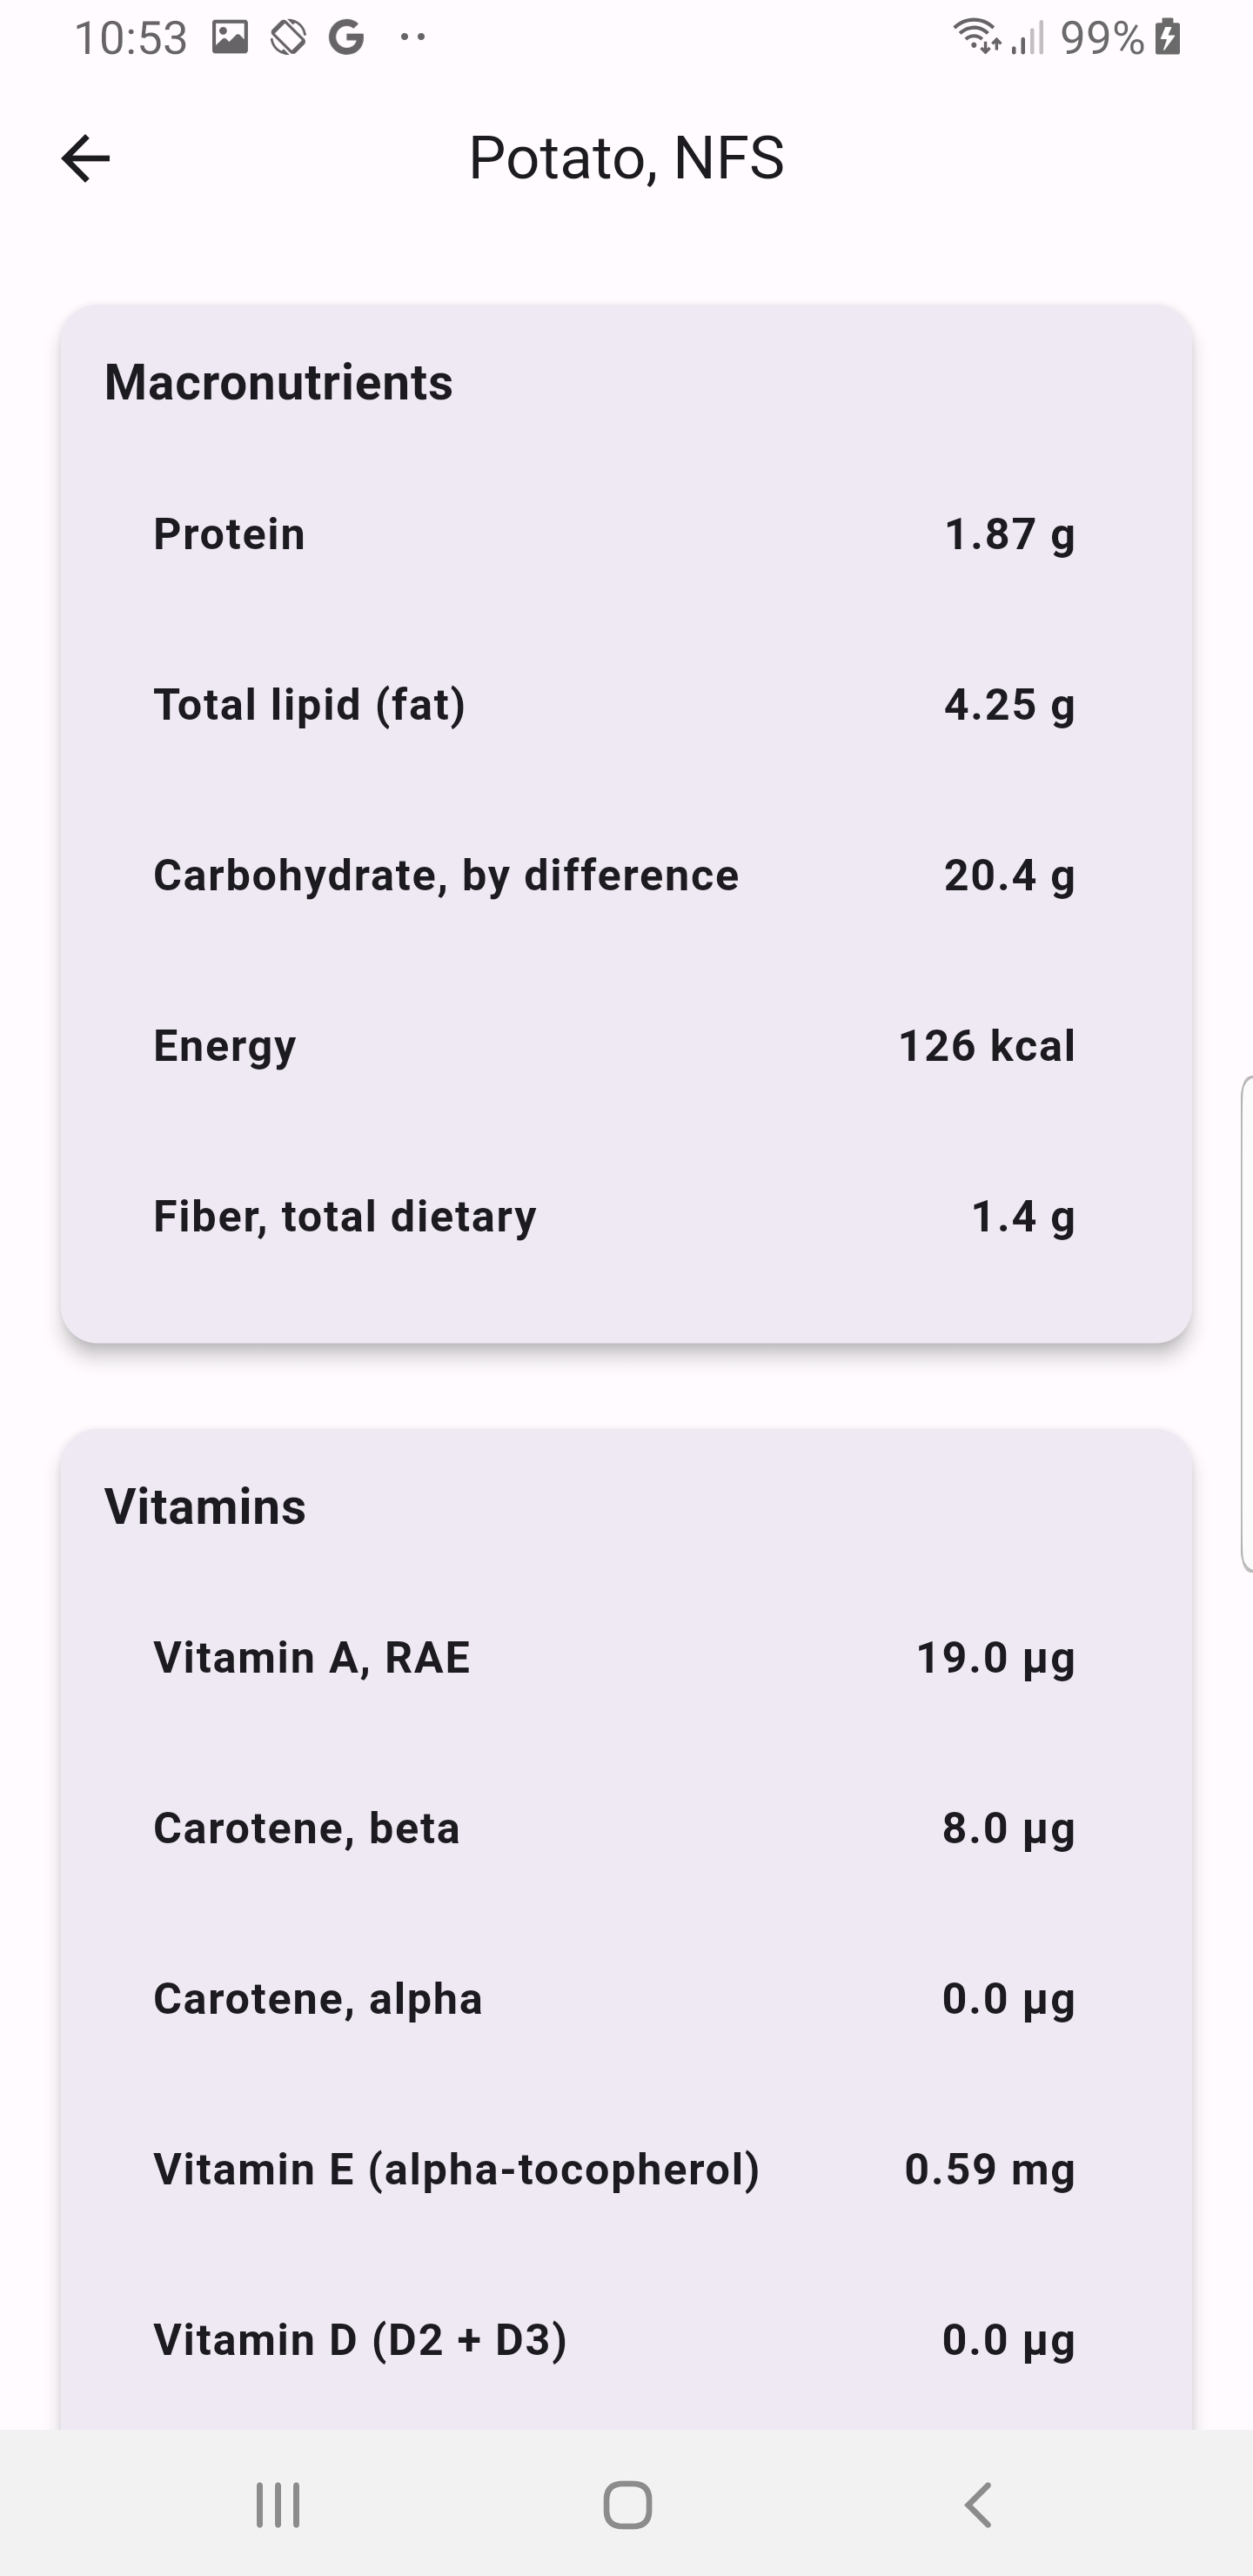 10:53
99%
Potato, NFS
Macronutrients
Protein 1.87 g
Total lipid (fat) 4.25 g
Carbohydrate, by difference 20.4 g
Energy 126 kcal
Fiber, total dietary 1.4 g
Vitamins
Vitamin A, RAE 19.0 µg
Carotene, beta 8.0 µg
Carotene, alpha 0.0 µg
Vitamin E (alpha-tocopherol) 0.59 mg
Vitamin D (D2 + D3) 0.0 µg